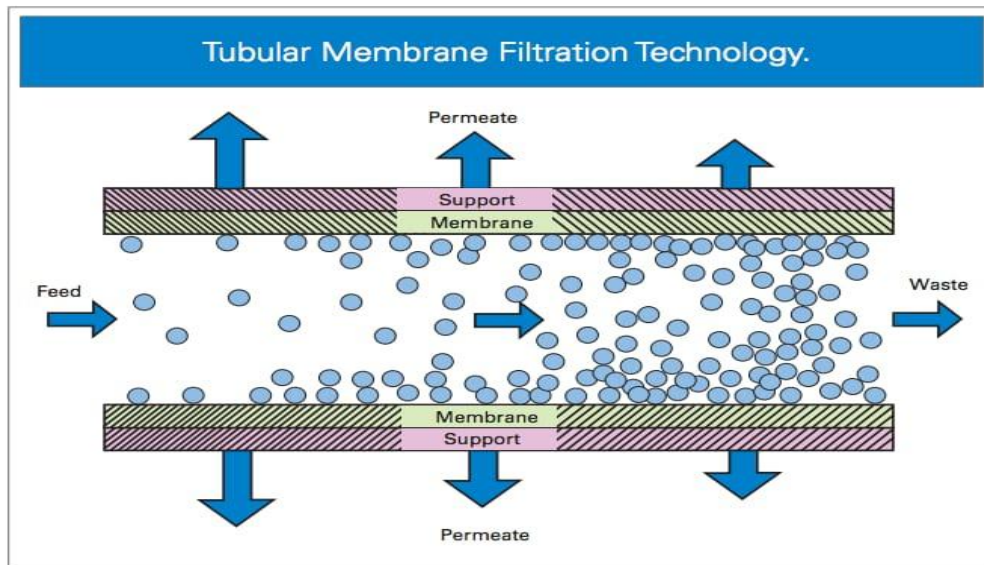 Tubular Membrane Filtration Technology.
Permeate
Support
Membrane
Feed
Waste
Membrane
Support
Permeate